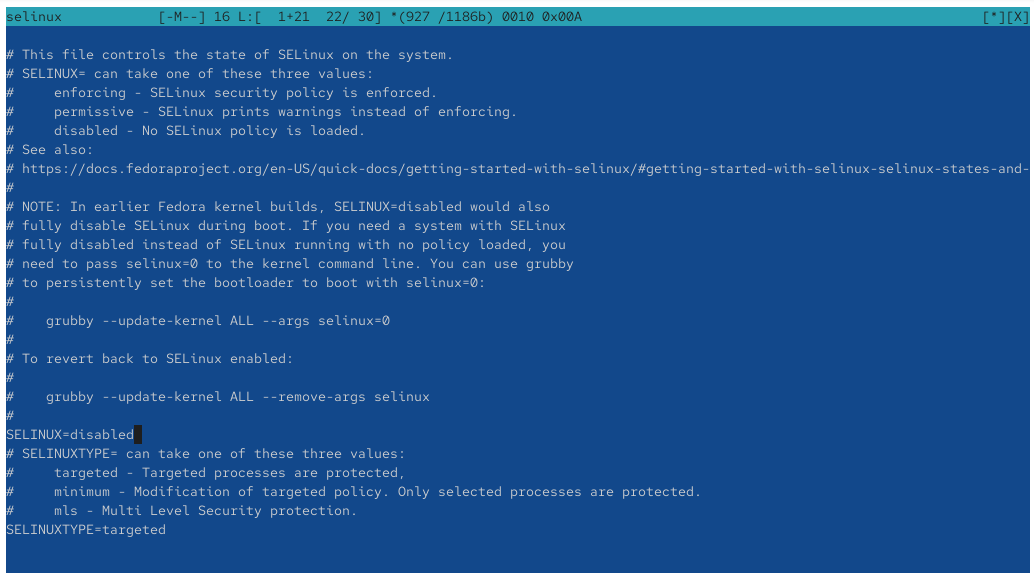 selinux [-M--] 16 L:[ 1+21 22/ 30] *(927 /1186b) 0010 0x00A [*][X]
# This file controls the state of SELinux on the system.
# SELINUX= can take one of these three values:
#     enforcing - SELinux security policy is enforced.
#     permissive - SELinux prints warnings instead of enforcing.
#     disabled - No SELinux policy is loaded.
# See also:
# https://docs.fedoraproject.org/en-US/quick-docs/getting-started-with-selinux/#getting-started-with-selinux-selinux-states-and-
#
# NOTE: In earlier Fedora kernel builds, SELINUX=disabled would also
# fully disable SELinux during boot. If you need a system with SELinux
# fully disabled instead of SELinux running with no policy loaded, you
# need to pass selinux=0 to the kernel command line. You can use grubby
# to persistently set the bootloader to boot with selinux=0:
#
#    grubby --update-kernel ALL --args selinux=0
#
# To revert back to SELinux enabled:
#
#    grubby --update-kernel ALL --remove-args selinux
#
SELINUX=disabled
# SELINUXTYPE= can take one of these three values:
#     targeted - Targeted processes are protected,
#     minimum - Modification of targeted policy. Only selected processes are protected.
#     mls - Multi Level Security protection.
SELINUXTYPE=targeted